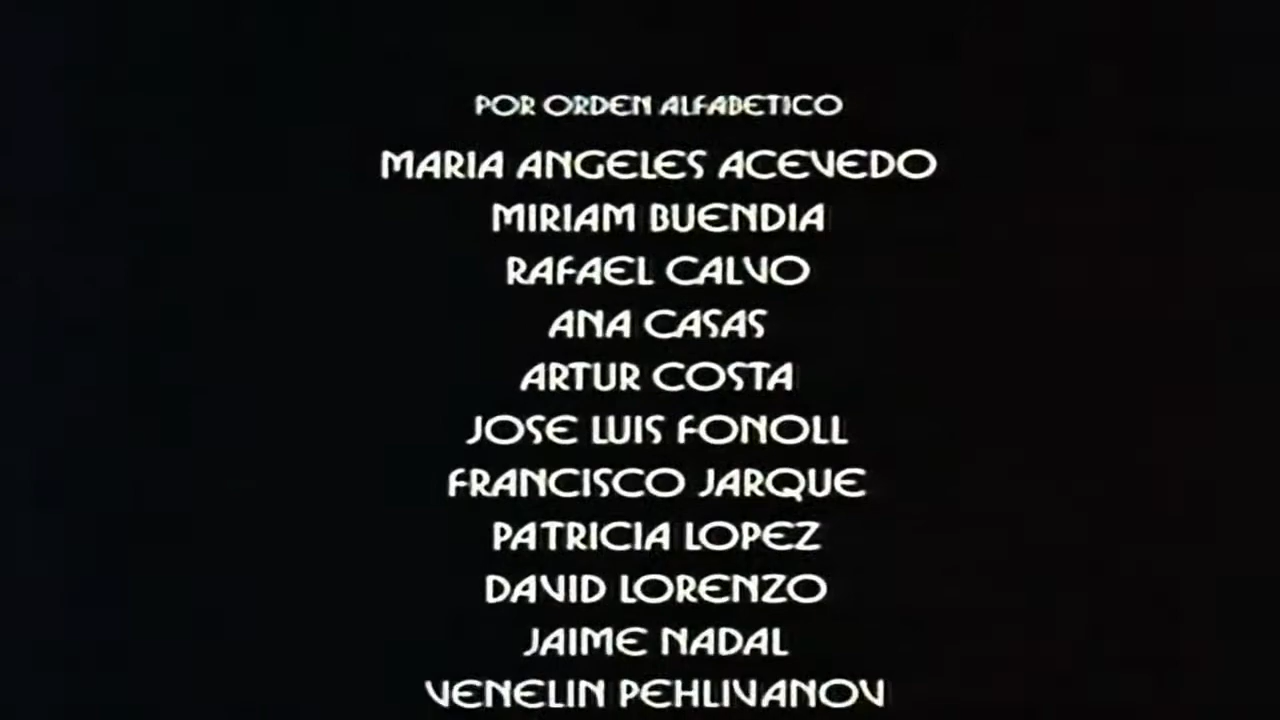 POR ORDEN ALFABETICO
MARIA ANGELES ACEVEDO
MIRIAM BUENDIA
RAFAEL CALVO
ANA CASAS
ARTUR COSTA
JOSE LUIS FONOLL
FRANCISCO JARQUE
PATRICIA LOPEZ
DAVID LORENZO
JAIME NADAL
VENELIN PEHLIVANOV